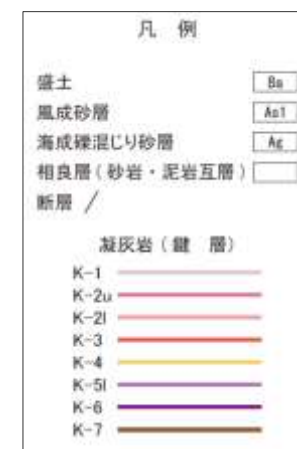 凡 例
盛土 Bs
風成砂層 As1
海成礫混じり砂層 Ag
相良層(砂岩・泥岩互層)
断層
凝灰岩(鍵 層)
K-1
K-2u
K-2l
K-3
K-4
K-5l
K-6
K-7